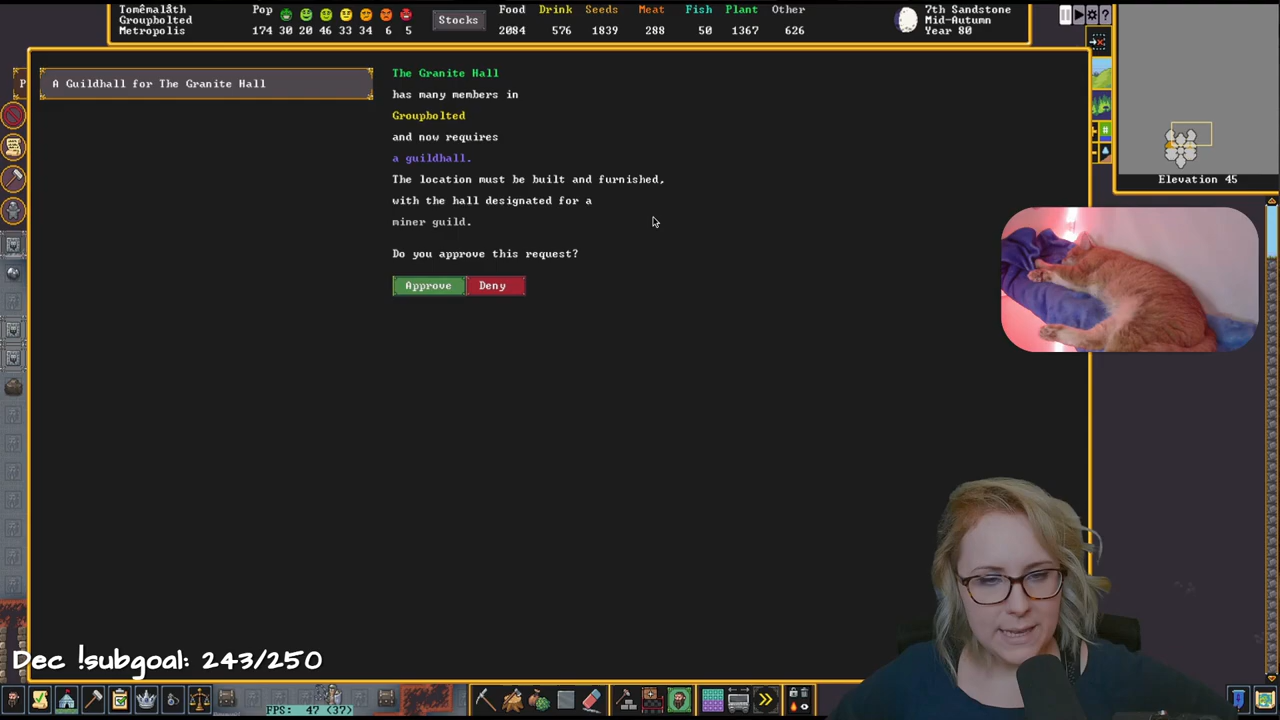 Tomêmalåth
Groupbolted
Metropolis
Pop
174 30 20 46 33 34 6 5
Stocks
Food Drink Seeds Meat Fish Plant Other
2084 576 1839 288 50 1367 626
7th Sandstone
Mid-Autumn
Year 80
?
P
A Guildhall for The Granite Hall
The Granite Hall
has many members in
Groupbolted
and now requires
a guildhall.
The location must be built and furnished,
with the hall designated for a
miner guild.
Do you approve this request?
Approve Deny
Elevation 45
Dec !subgoal: 243/250
FPS: 47 (37)